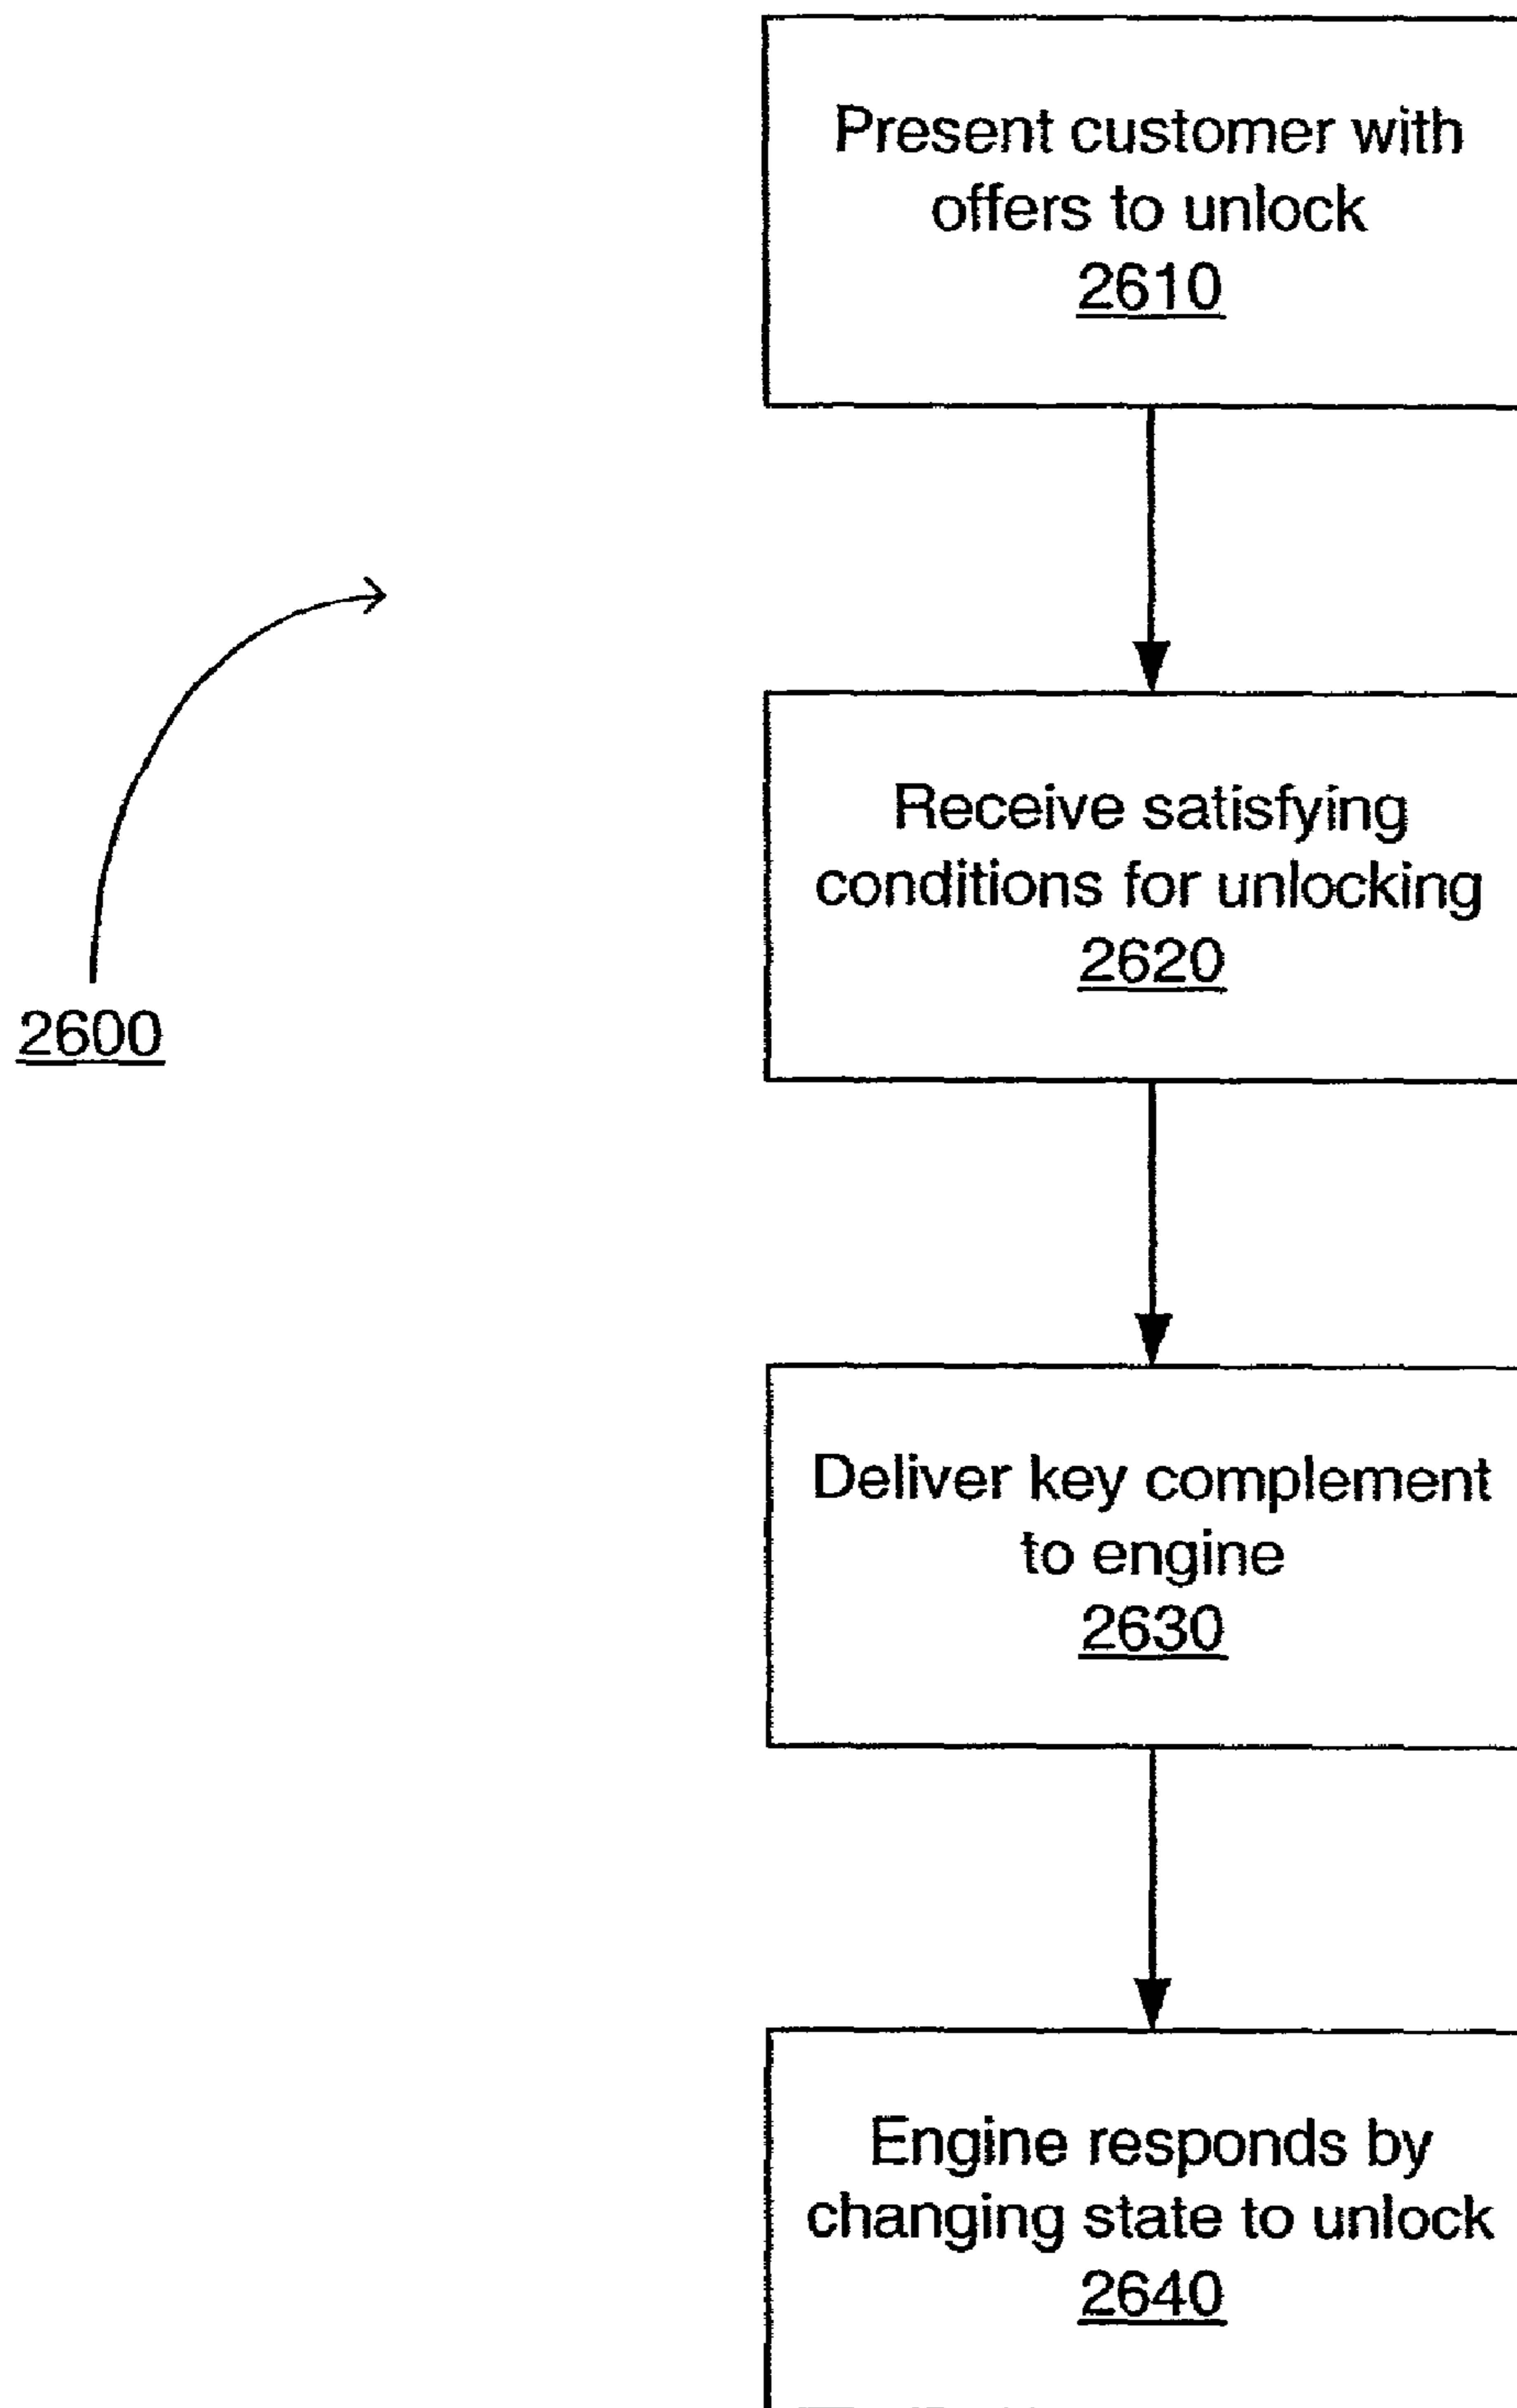 Present customer with
offers to unlock
2610
Receive satisfying
conditions for unlocking
2620
2600
Deliver key complement
to engine
2630
Engine responds by
changing state to unlock
2640